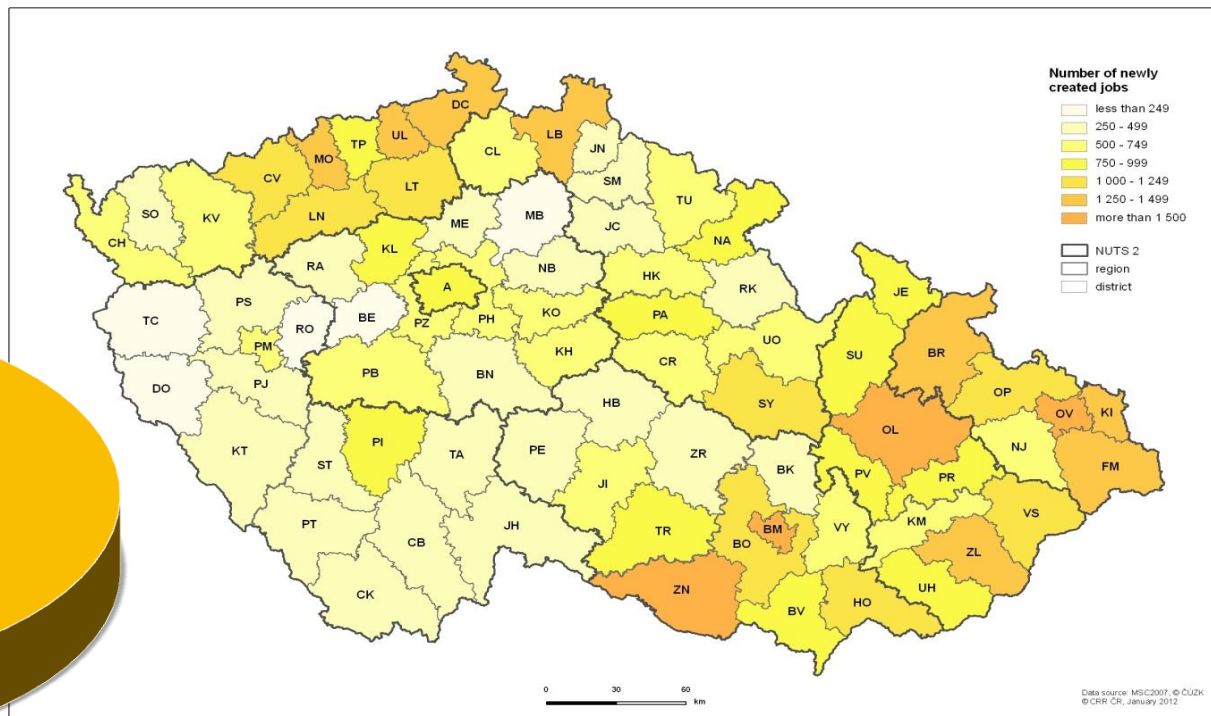 Number of newly
created jobs
less than 249
250 - 499
500 - 749
750 - 999
1 000 - 1 249
1 250 - 1 499
more than 1 500
NUTS 2
region
district
DC
UL
TP
MO
LB
JN
CL
SM
CV
LT
LN
SO
KV
CH
ME
MB
JC
TU
NA
KL
RA
NB
HK
RK
A
BE
PS
RO
TC
PM
PZ
PH
KO
PA
JE
SU
BR
DO
PJ
PB
BN
KH
CR
UO
SY
OP
OV
KI
HB
OL
NJ
FM
KT
ST
PI
TA
PE
ZR
BK
PV
PR
JI
KM
VS
PT
CB
JH
TR
BO
BM
VY
ZL
CK
ZN
BV
HO
UH
0 30 60
km
Data source: MSC2007, © ČÚZK
© CRR ČR, January 2012